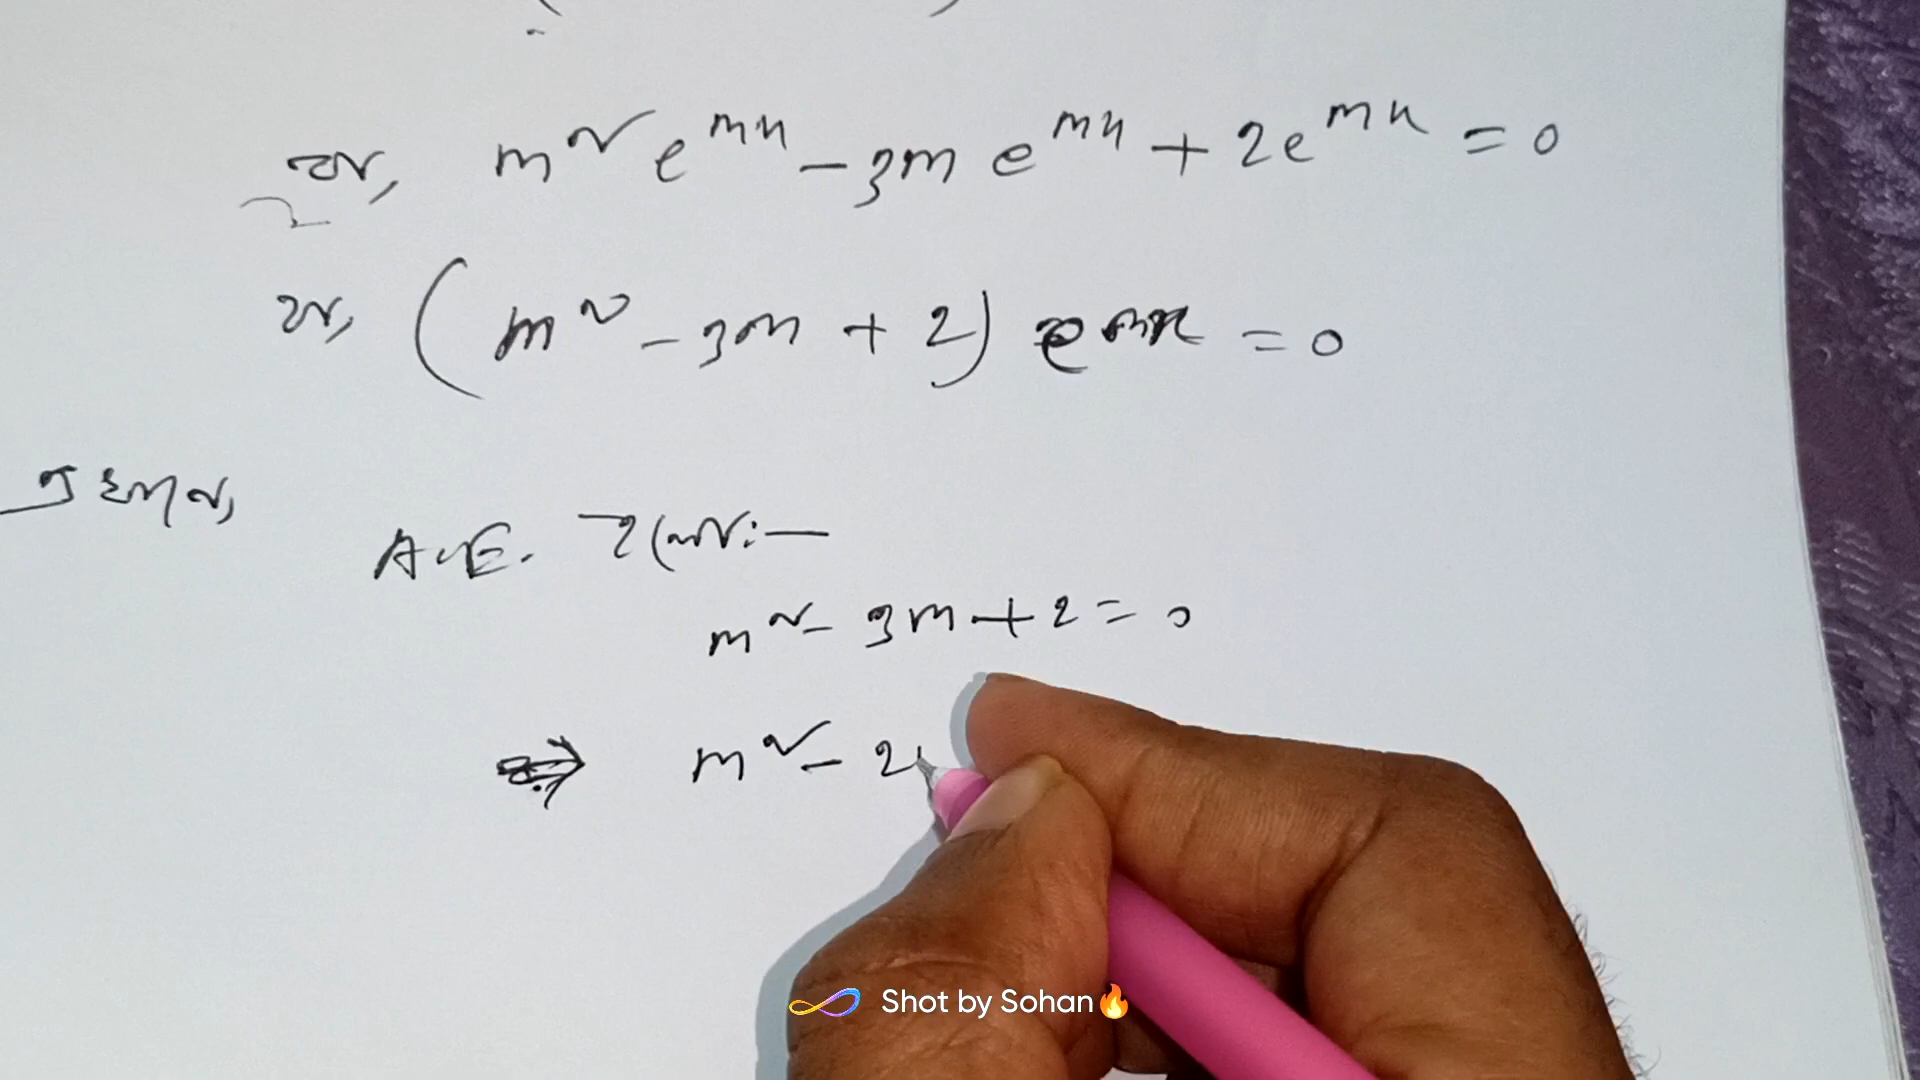 বা, m² e^{mx} - 3m e^{mx} + 2e^{mx} = 0
বা, (m² - 3m + 2) e^{mx} = 0
A.E. হবে:—
m² - 3m + 2 = 0
⇒ m² - 2
Shot by Sohan🔥